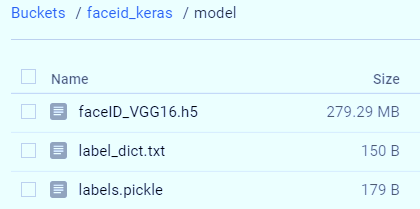 Buckets / faceid_keras / model
Name Size
faceID_VGG16.h5 279.29 MB
label_dict.txt 150 B
labels.pickle 179 B